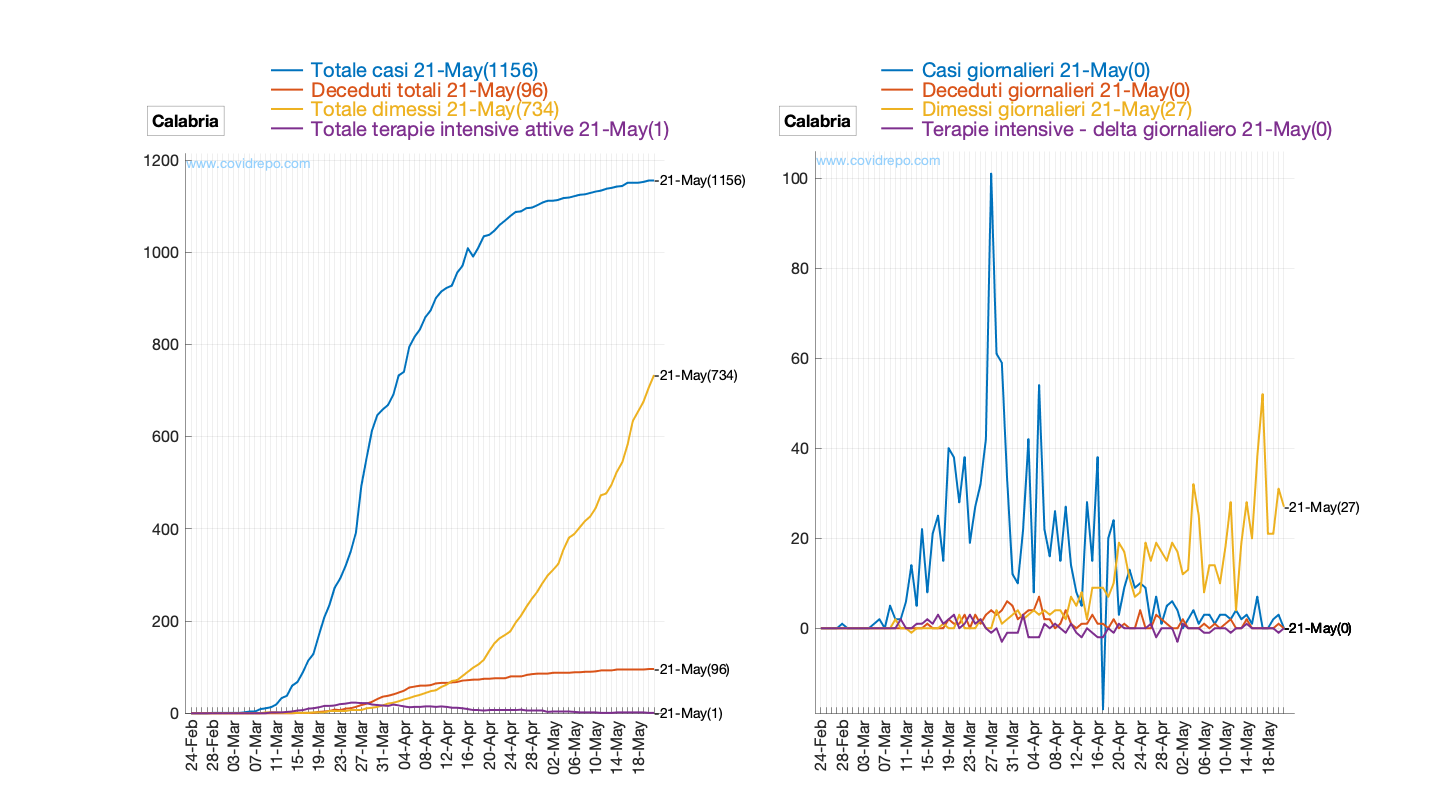 Totale casi 21-May(1156)
Deceduti totali 21-May(96)
Totale dimessi 21-May(734)
Totale terapie intensive attive 21-May(1)
Calabria
www.covidrepo.com
1200
1000
800
600
400
200
0
-21-May(1156)
-21-May(734)
-21-May(96)
-21-May(1)
24-Feb
28-Feb
03-Mar
07-Mar
11-Mar
15-Mar
19-Mar
23-Mar
27-Mar
31-Mar
04-Apr
08-Apr
12-Apr
16-Apr
20-Apr
24-Apr
28-Apr
02-May
06-May
10-May
14-May
18-May
Casi giornalieri 21-May(0)
Deceduti giornalieri 21-May(0)
Dimessi giornalieri 21-May(27)
Terapie intensive - delta giornaliero 21-May(0)
Calabria
www.covidrepo.com
100
80
60
40
20
0
-21-May(27)
-21-May(0)
24-Feb
28-Feb
03-Mar
07-Mar
11-Mar
15-Mar
19-Mar
23-Mar
27-Mar
31-Mar
04-Apr
08-Apr
12-Apr
16-Apr
20-Apr
24-Apr
28-Apr
02-May
06-May
10-May
14-May
18-May